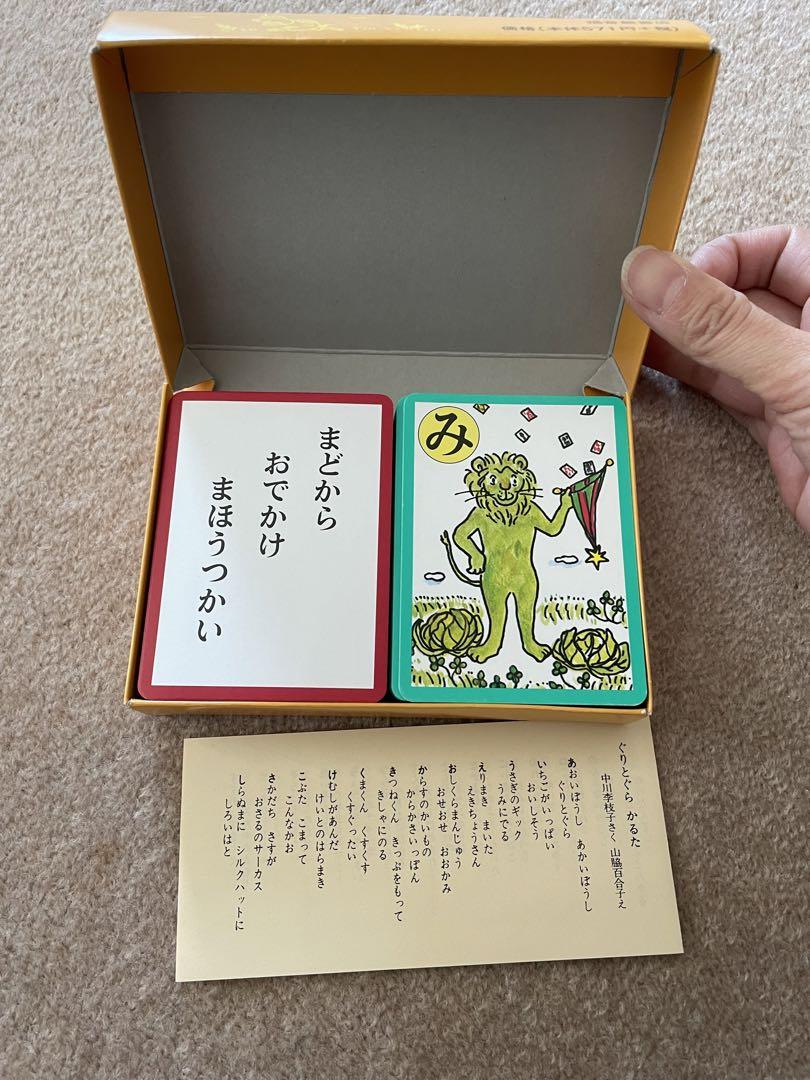 価格(本体571円+税)
まどから
おでかけ
まほうつかい
み
ぐりとぐら かるた
中川李枝子さく 山脇百合子え
あおいぼうし あかいぼうし
ぐりとぐら
いちごがいっぱい
おいしそう
うさぎのギック
うみにでる
えりまき まいた
えきちょうさん
おしくらまんじゅう
おせおせ おおかみ
からすのかいもの
からかさいっぽん
きつねくん きっぷをもって
きしゃにのる
くまくん くすくす
くすぐったい
けむしがあんだ
けいとのはらまき
こぶた こまって
こんなかお
さかだち さすが
おさるのサーカス
しらぬまに シルクハットに
しろいはと